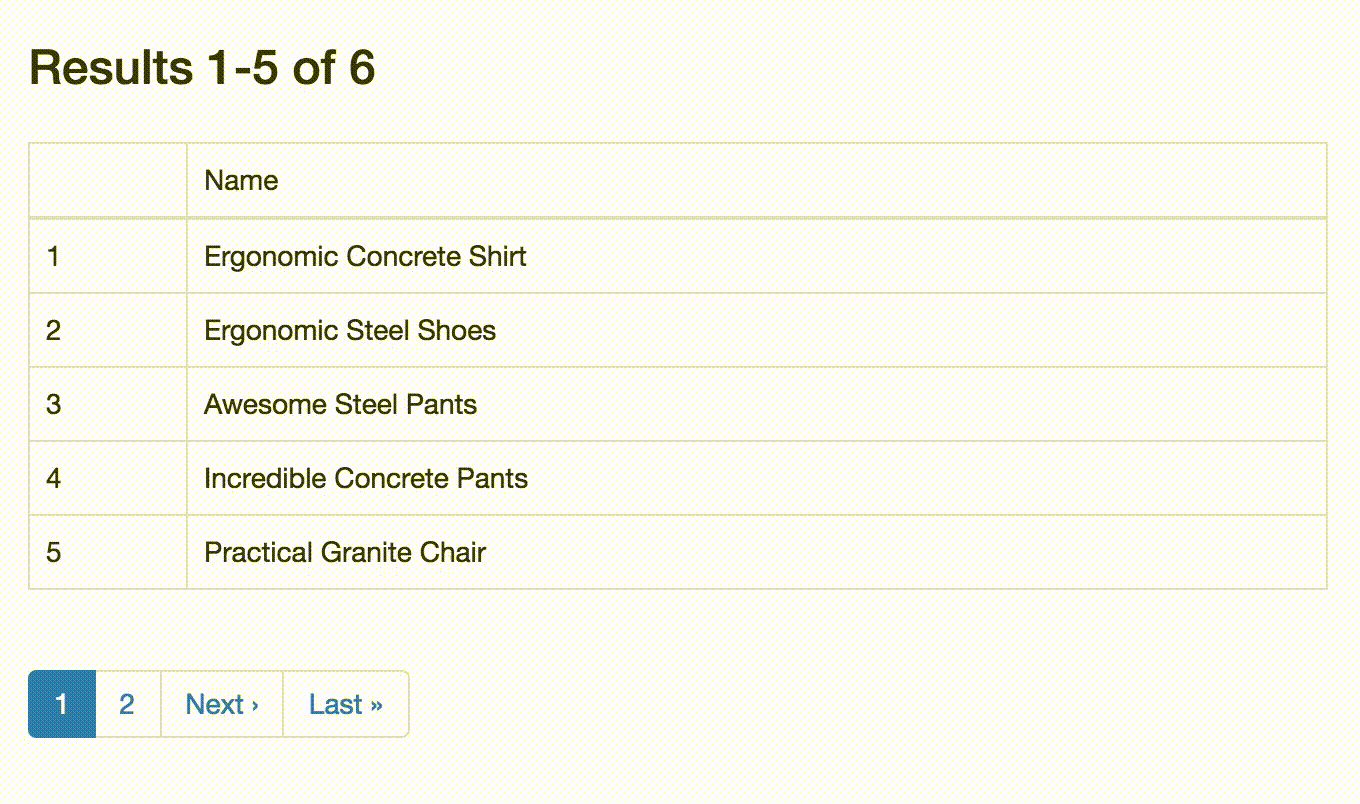 Results 1-5 of 6
Name
1 Ergonomic Concrete Shirt
2 Ergonomic Steel Shoes
3 Awesome Steel Pants
4 Incredible Concrete Pants
5 Practical Granite Chair
1 2 Next › Last »